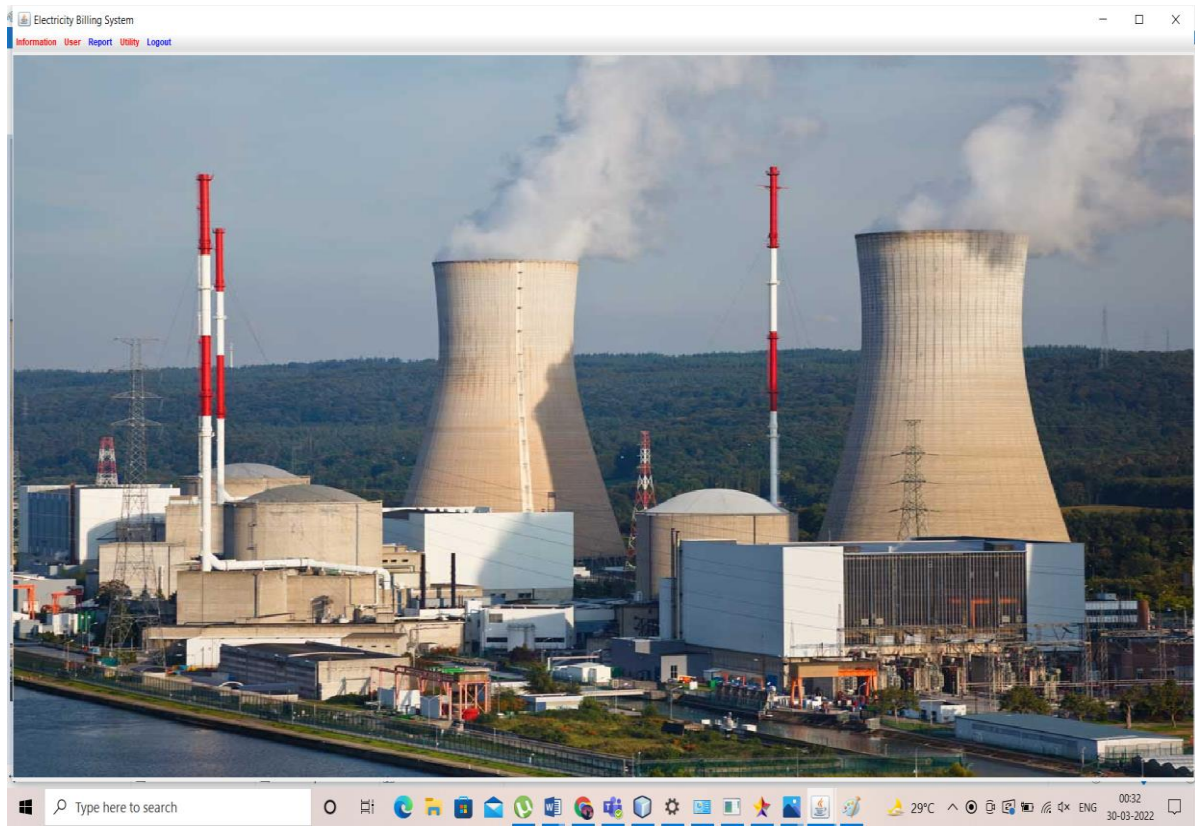 Electricity Billing System
Information User Report Utility Logout
Type here to search
29°C ENG 00:32
30-03-2022